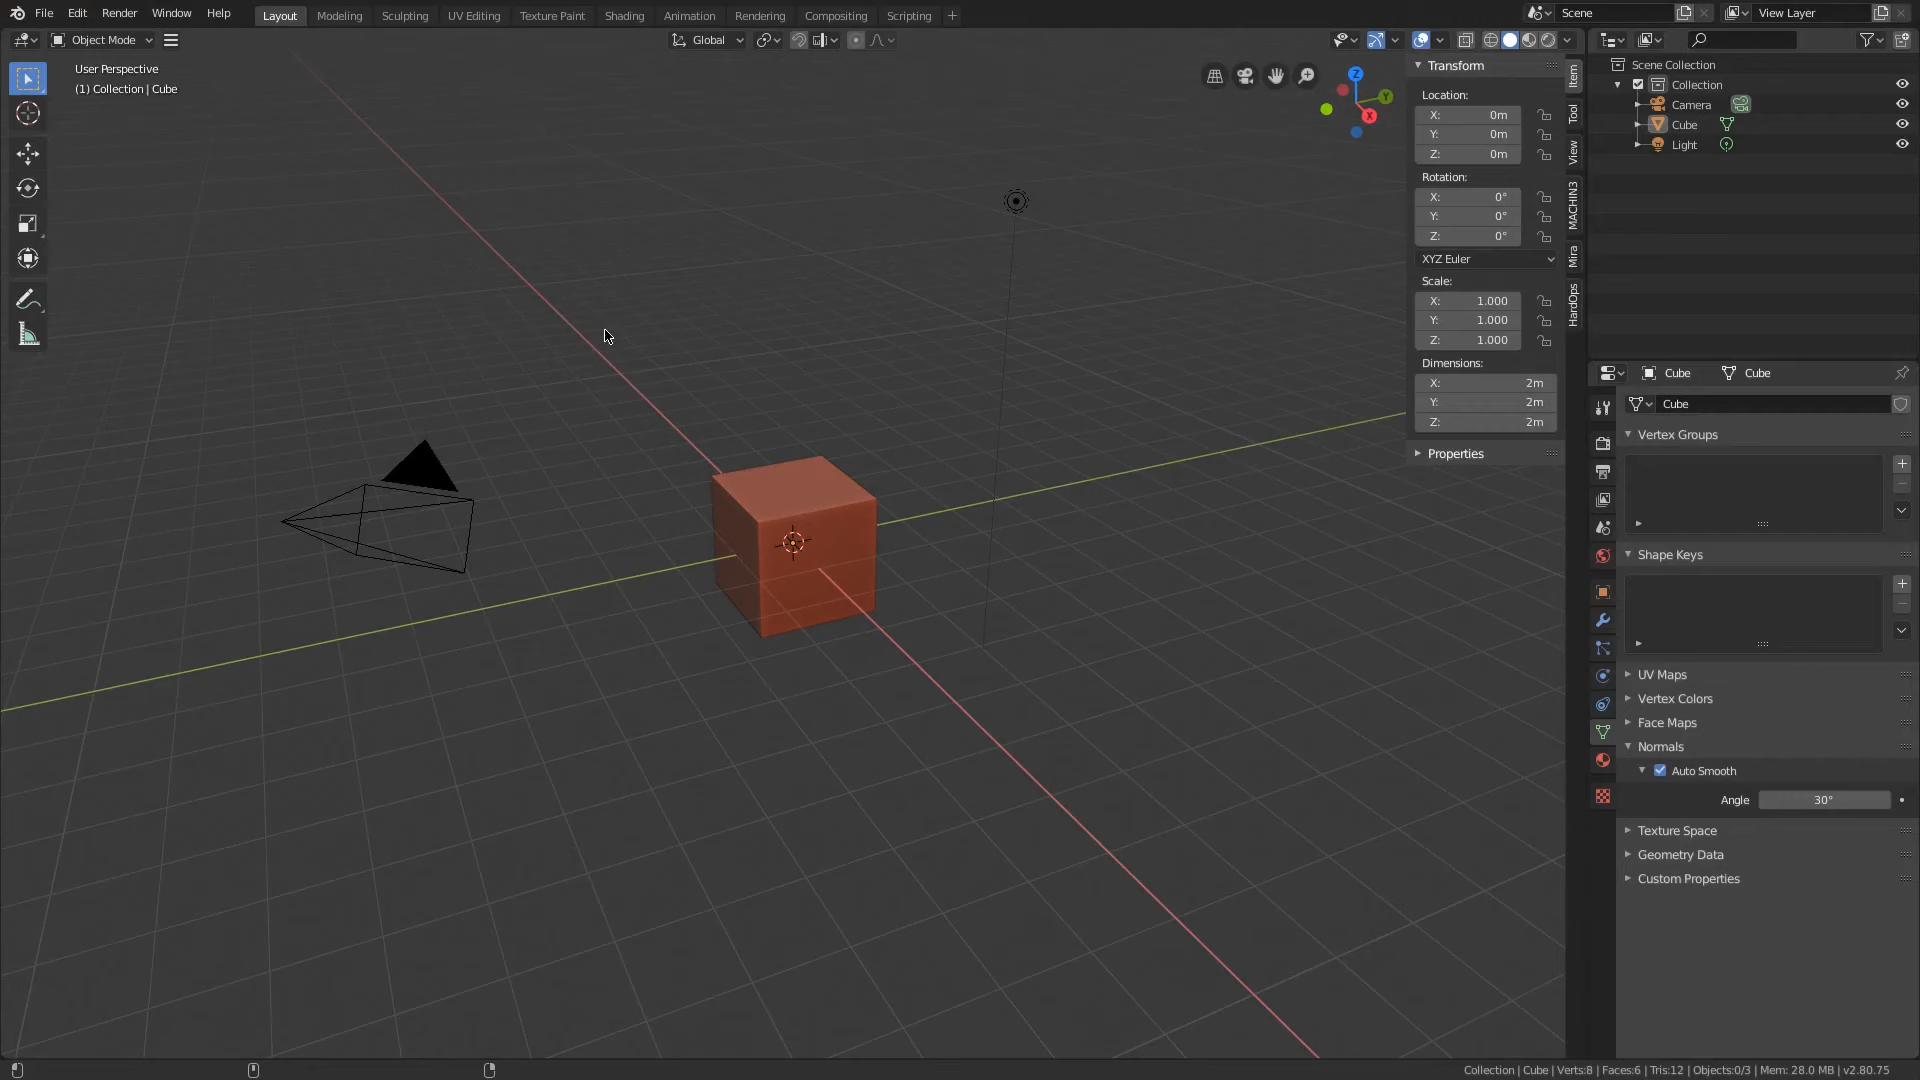 File Edit Render Window Help Layout Modeling Sculpting UV Editing Texture Paint Shading Animation Rendering Compositing Scripting + Scene View Layer
Object Mode Global
User Perspective
(1) Collection | Cube
Z
Y
X
Transform
Location:
X: 0m
Y: 0m
Z: 0m
Rotation:
X: 0°
Y: 0°
Z: 0°
XYZ Euler
Scale:
X: 1.000
Y: 1.000
Z: 1.000
Dimensions:
X: 2m
Y: 2m
Z: 2m
Properties
Item
Tool
View
MACHIN3
Mira
HardOps
Scene Collection
Collection
Camera
Cube
Light
Cube Cube
Cube
Vertex Groups
Shape Keys
UV Maps
Vertex Colors
Face Maps
Normals
Auto Smooth
Angle 30°
Texture Space
Geometry Data
Custom Properties
Collection | Cube | Verts:8 | Faces:6 | Tris:12 | Objects:0/3 | Mem: 28.0 MB | v2.80.75